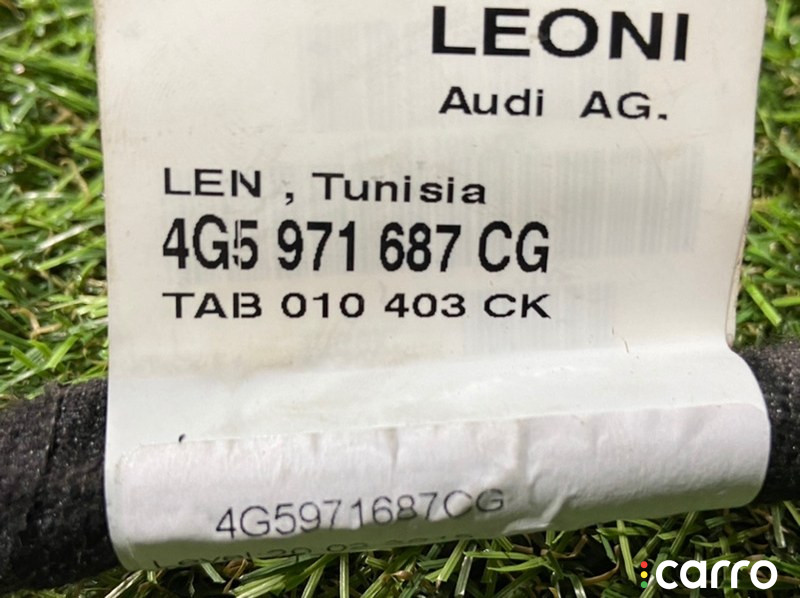 LEONI
Audi AG.
LEN , Tunisia
4G5 971 687 CG
TAB 010 403 CK
4G5971687CG
carro